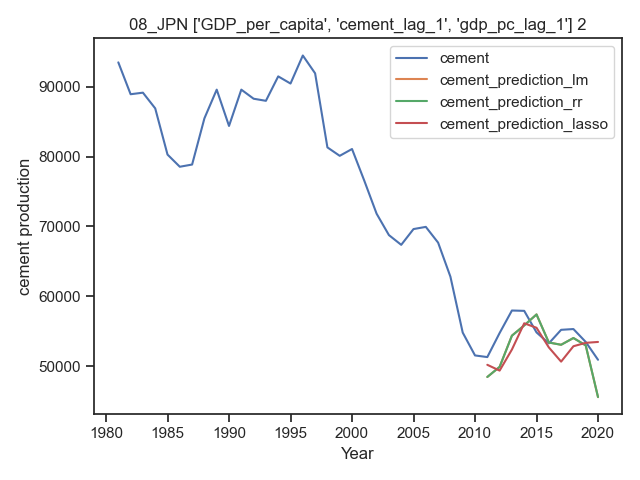 08_JPN ['GDP_per_capita', 'cement_lag_1', 'gdp_pc_lag_1'] 2
cement
cement_prediction_lm
cement_prediction_rr
cement_prediction_lasso
cement production
90000
80000
70000
60000
50000
1980 1985 1990 1995 2000 2005 2010 2015 2020
Year